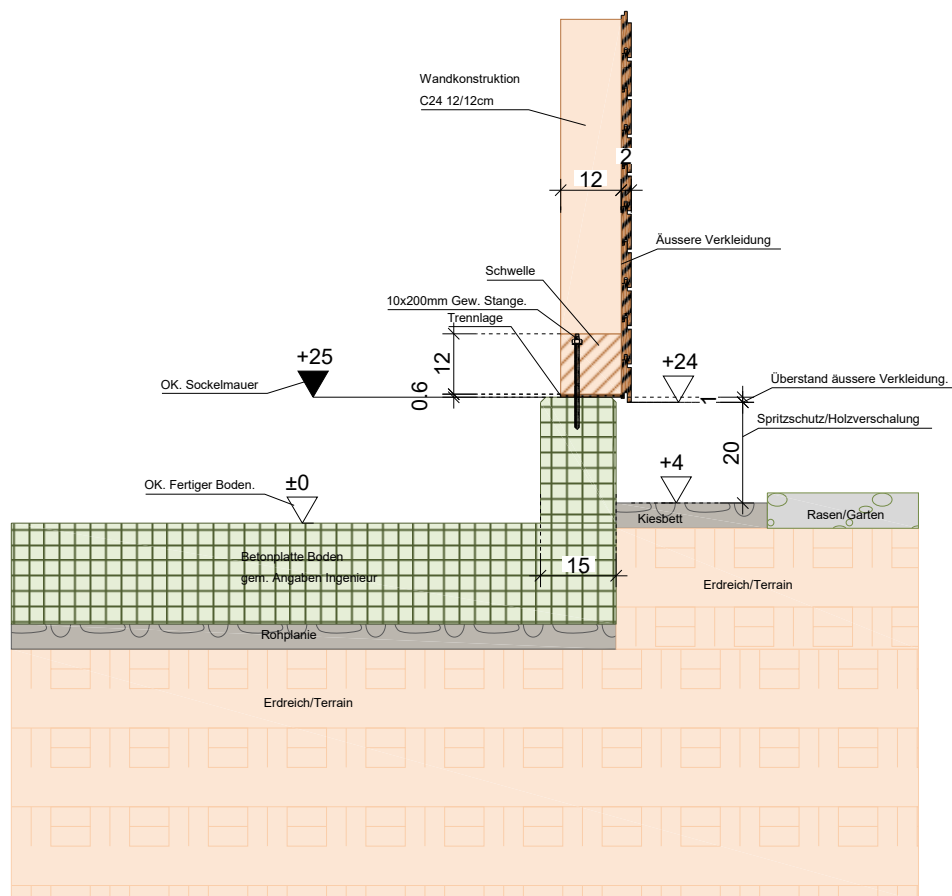 Wandkonstruktion
C24 12/12cm
2
12
Äussere Verkleidung
Schwelle
10x200mm Gew. Stange.
Trennlage
+25
12
+24
OK. Sockelmauer
0.6
1
Überstand äussere Verkleidung.
Spritzschutz/Holzverschalung
20
+4
OK. Fertiger Boden.
±0
Kiesbett
Rasen/Garten
Betonplatte Boden
gem. Angaben Ingenieur
15
Erdreich/Terrain
Rohplanie
Erdreich/Terrain